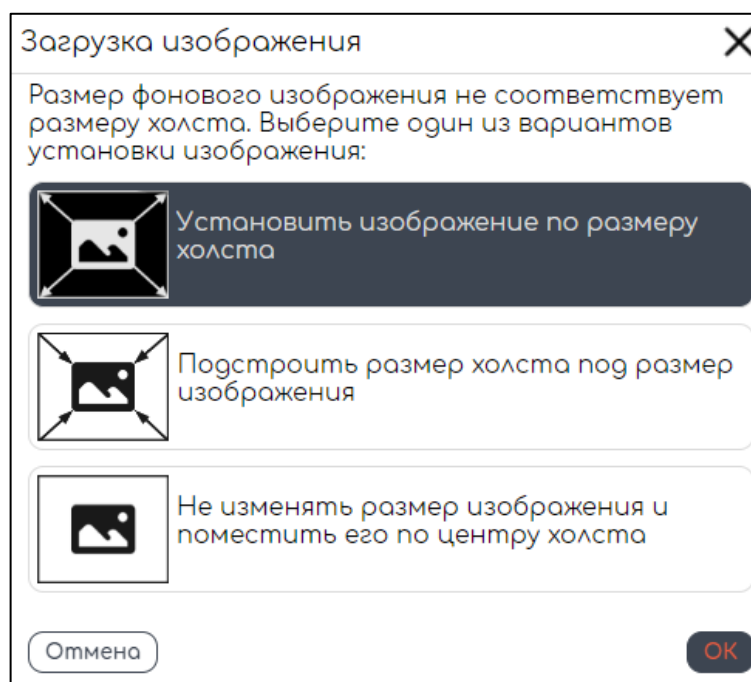 Загрузка изображения
Размер фонового изображения не соответствует
размеру холста. Выберите один из вариантов
установки изображения:
Установить изображение по размеру
холста
Подстроить размер холста под размер
изображения
Не изменять размер изображения и
поместить его по центру холста
Отмена
ОК